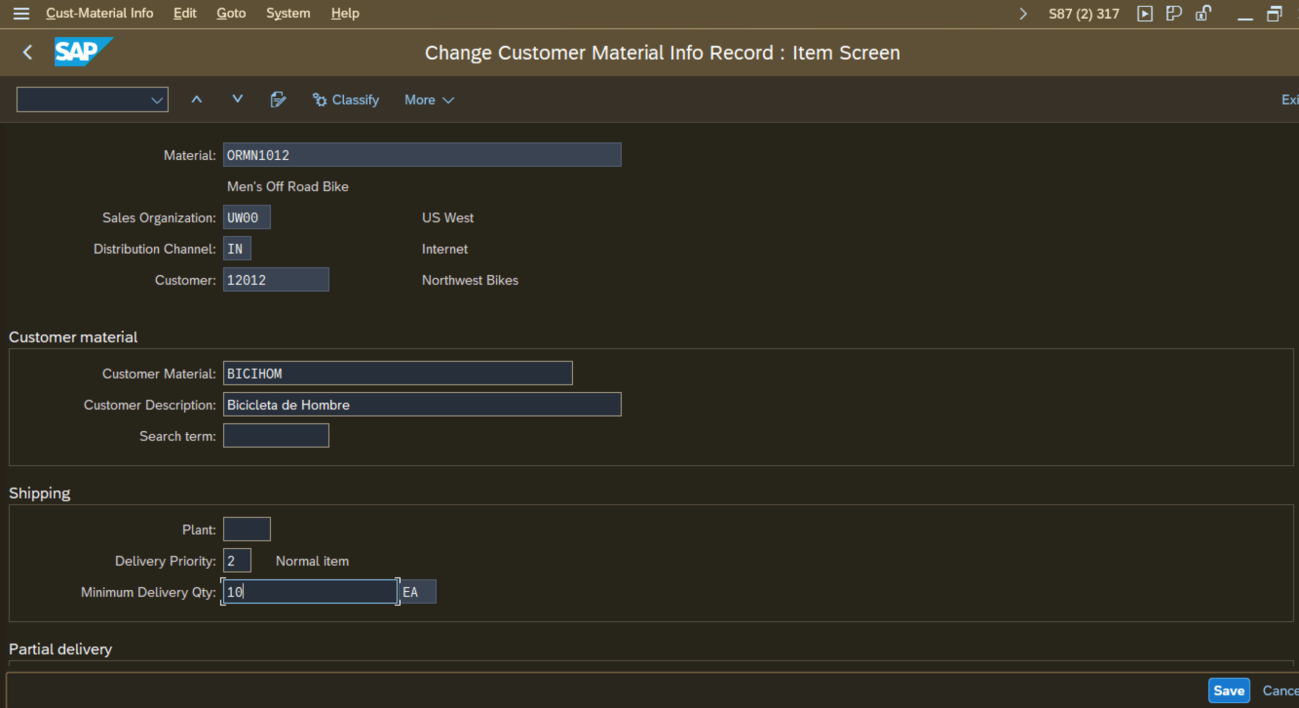 Cust-Material Info Edit Goto System Help S87 (2) 317
SAP Change Customer Material Info Record : Item Screen
Classify More Exi
Material: ORMN1012
Men's Off Road Bike
Sales Organization: UW00 US West
Distribution Channel: IN Internet
Customer: 12012 Northwest Bikes
Customer material
Customer Material: BICIHOM
Customer Description: Bicicleta de Hombre
Search term:
Shipping
Plant:
Delivery Priority: 2 Normal item
Minimum Delivery Qty: 10 EA
Partial delivery
Save Cance